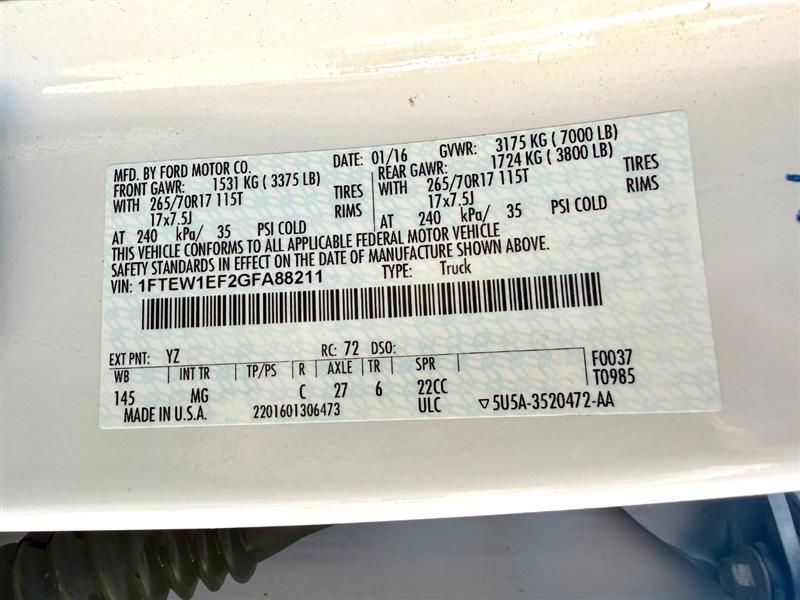 MFD. BY FORD MOTOR CO. DATE: 01/16 GVWR: 3175 KG ( 7000 LB)
FRONT GAWR: 1531 KG ( 3375 LB) REAR GAWR: 1724 KG ( 3800 LB)
WITH 265/70R17 115T TIRES WITH 265/70R17 115T TIRES
17x7.5J RIMS 17x7.5J RIMS
AT 240 kPa/ 35 PSI COLD AT 240 kPa/ 35 PSI COLD
THIS VEHICLE CONFORMS TO ALL APPLICABLE FEDERAL MOTOR VEHICLE
SAFETY STANDARDS IN EFFECT ON THE DATE OF MANUFACTURE SHOWN ABOVE.
VIN: 1FTEW1EF2GFA88211 TYPE: Truck
EXT PNT: YZ RC: 72 DSO: F0037
WB INT TR TP/PS R AXLE TR SPR T0985
145 MG C 27 6 22CC
MADE IN U.S.A. 2201601306473 ULC ▽5U5A-3520472-AA